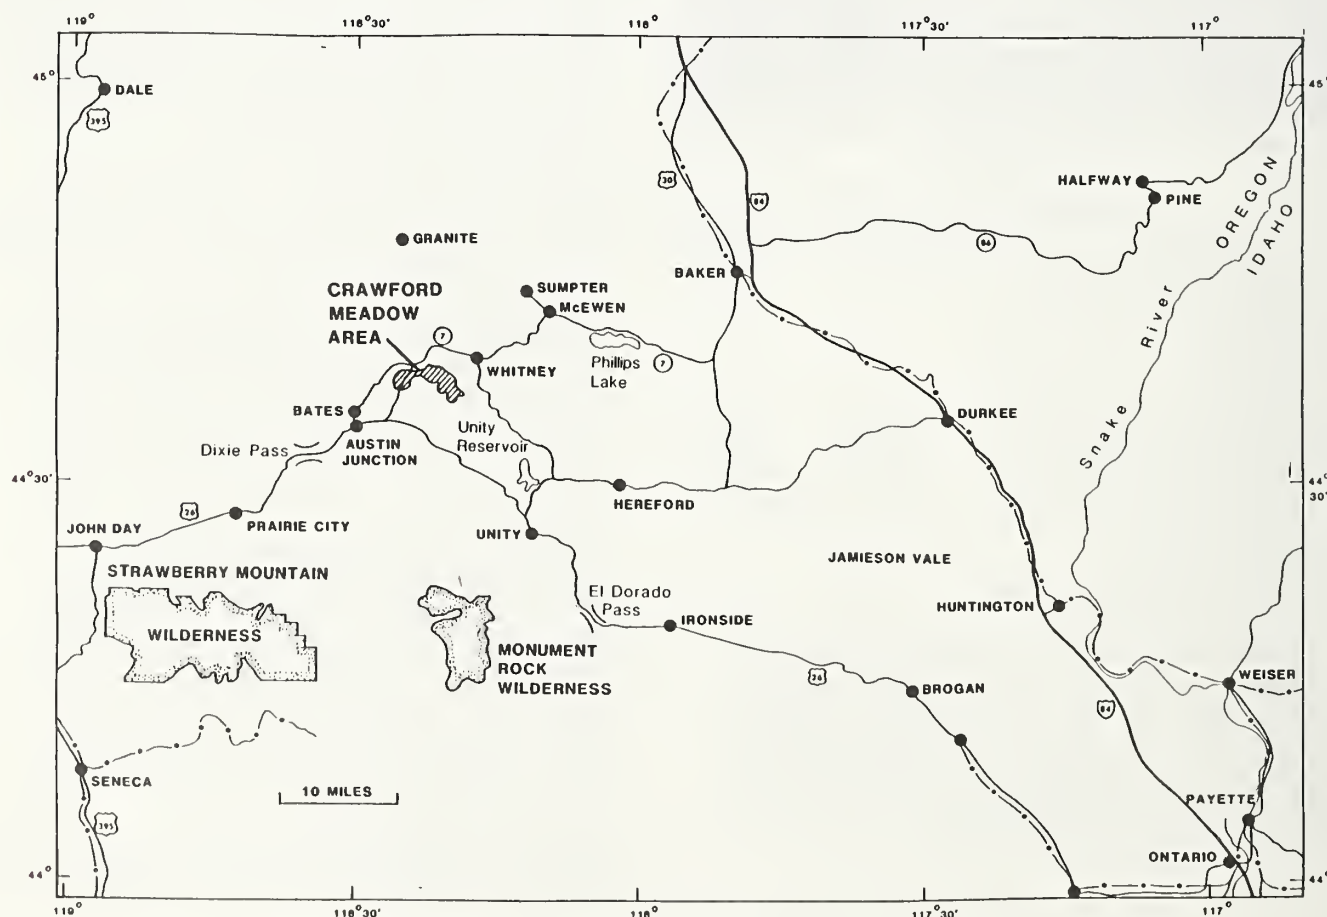 119°
118°30'
118°
117°30'
117°
45°
45°
DALE
395
HALFWAY
PINE
OREGON
IDAHO
30
84
86
GRANITE
BAKER
SUMPTER
McEWEN
CRAWFORD
MEADOW
AREA
7
Phillips
Lake
7
WHITNEY
Snake River
BATES
DURKEE
Unity
Reservoir
Dixie Pass
AUSTIN
JUNCTION
44°30'
44°
30'
HEREFORD
26
PRAIRIE CITY
JOHN DAY
UNITY
JAMIESON VALE
STRAWBERRY MOUNTAIN
WILDERNESS
El Dorado
Pass
IRONSIDE
HUNTINGTON
MONUMENT
ROCK
WILDERNESS
26
BROGAN
WEISER
84
SENECA
10 MILES
395
PAYETTE
ONTARIO
44°
44°
119°
118°30'
118°
117°30'
117°